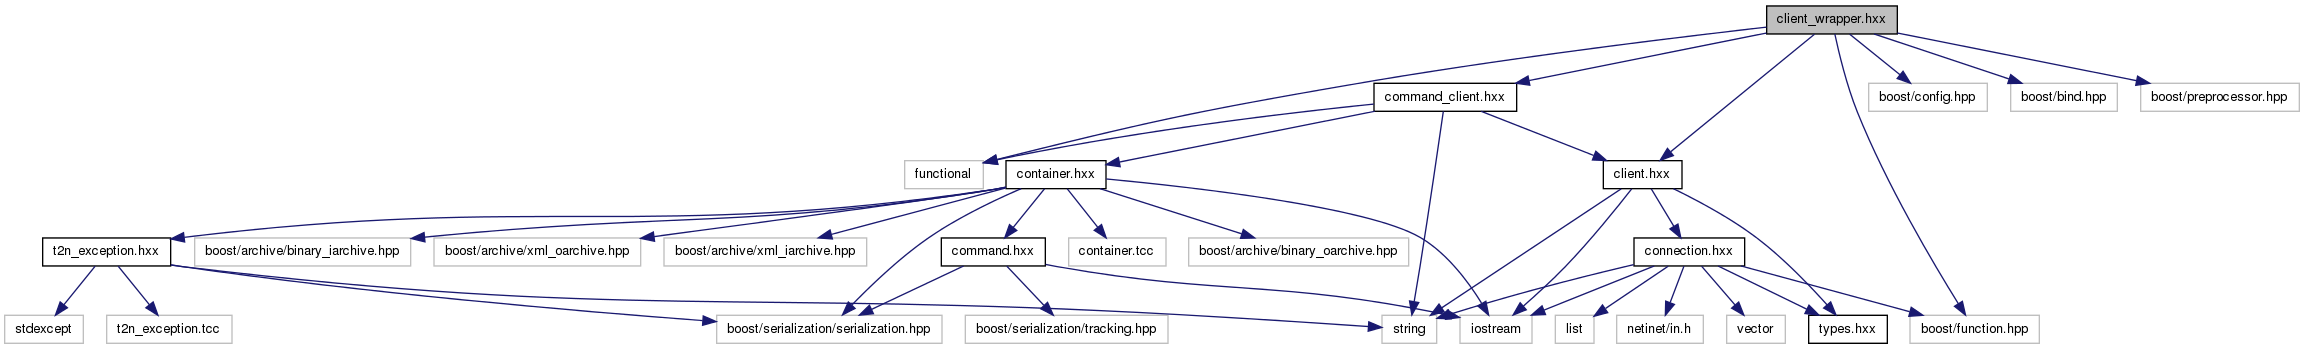 client_wrapper.hxx
command_client.hxx
boost/config.hpp
boost/bind.hpp
boost/preprocessor.hpp
functional
container.hxx
client.hxx
t2n_exception.hxx
boost/archive/binary_iarchive.hpp
boost/archive/xml_oarchive.hpp
boost/archive/xml_iarchive.hpp
command.hxx
container.tcc
boost/archive/binary_oarchive.hpp
connection.hxx
stdexcept
t2n_exception.tcc
boost/serialization/serialization.hpp
boost/serialization/tracking.hpp
string
iostream
list
netinet/in.h
vector
types.hxx
boost/function.hpp